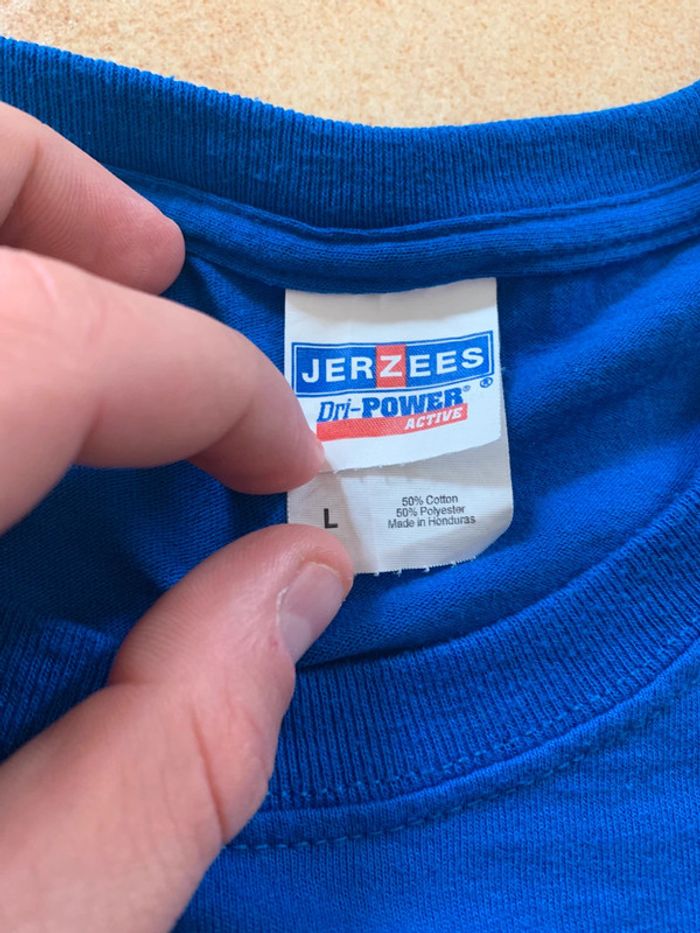 JERZEES®
Dri-POWER®
ACTIVE
L
50% Cotton
50% Polyester
Made in Honduras